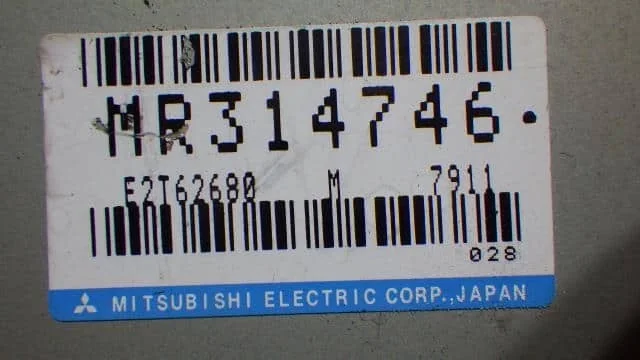 MR314746.
E2T62680 M 7911
028
MITSUBISHI ELECTRIC CORP.,JAPAN